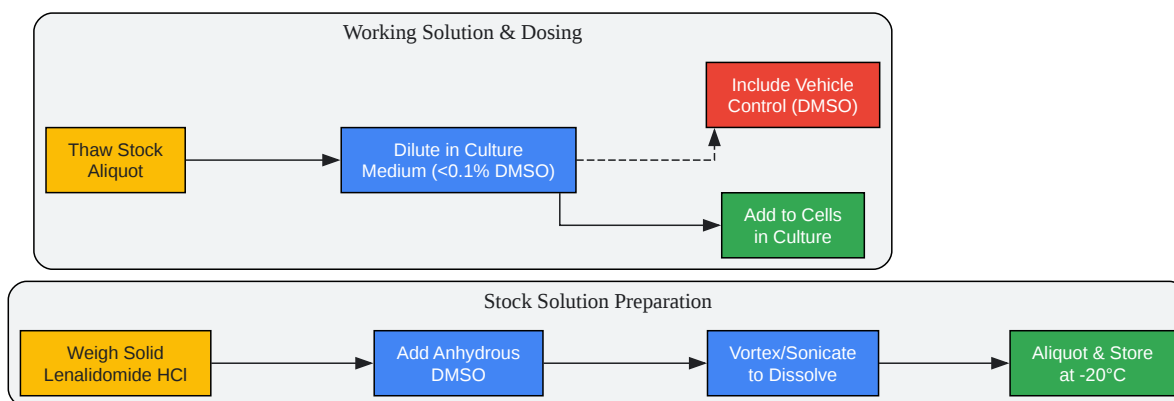 Working Solution & Dosing
Include Vehicle
Control (DMSO)
Thaw Stock
Aliquot
Dilute in Culture
Medium (<0.1% DMSO)
Add to Cells
in Culture
Stock Solution Preparation
Weigh Solid
Lenalidomide HCl
Add Anhydrous
DMSO
Vortex/Sonicate
to Dissolve
Aliquot & Store
at -20°C